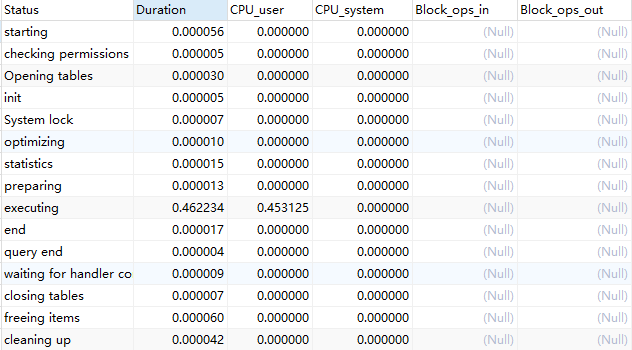 Status Duration CPU_user CPU_system Block_ops_in Block_ops_out
starting 0.000056 0.000000 0.000000 (Null) (Null)
checking permissions 0.000005 0.000000 0.000000 (Null) (Null)
Opening tables 0.000030 0.000000 0.000000 (Null) (Null)
init 0.000005 0.000000 0.000000 (Null) (Null)
System lock 0.000007 0.000000 0.000000 (Null) (Null)
optimizing 0.000010 0.000000 0.000000 (Null) (Null)
statistics 0.000015 0.000000 0.000000 (Null) (Null)
preparing 0.000013 0.000000 0.000000 (Null) (Null)
executing 0.462234 0.453125 0.000000 (Null) (Null)
end 0.000017 0.000000 0.000000 (Null) (Null)
query end 0.000004 0.000000 0.000000 (Null) (Null)
waiting for handler co 0.000009 0.000000 0.000000 (Null) (Null)
closing tables 0.000007 0.000000 0.000000 (Null) (Null)
freeing items 0.000060 0.000000 0.000000 (Null) (Null)
cleaning up 0.000042 0.000000 0.000000 (Null) (Null)